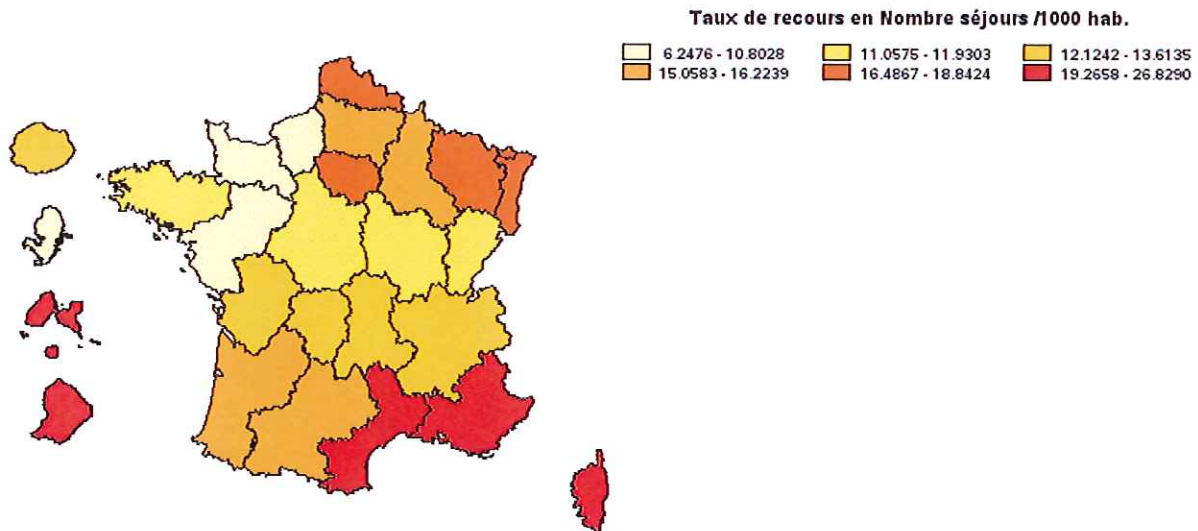 Taux de recours en Nombre séjours /1000 hab.
6.2476 - 10.8028 11.0575 - 11.9303 12.1242 - 13.6135
15.0583 - 16.2239 16.4867 - 18.8424 19.2658 - 26.8290